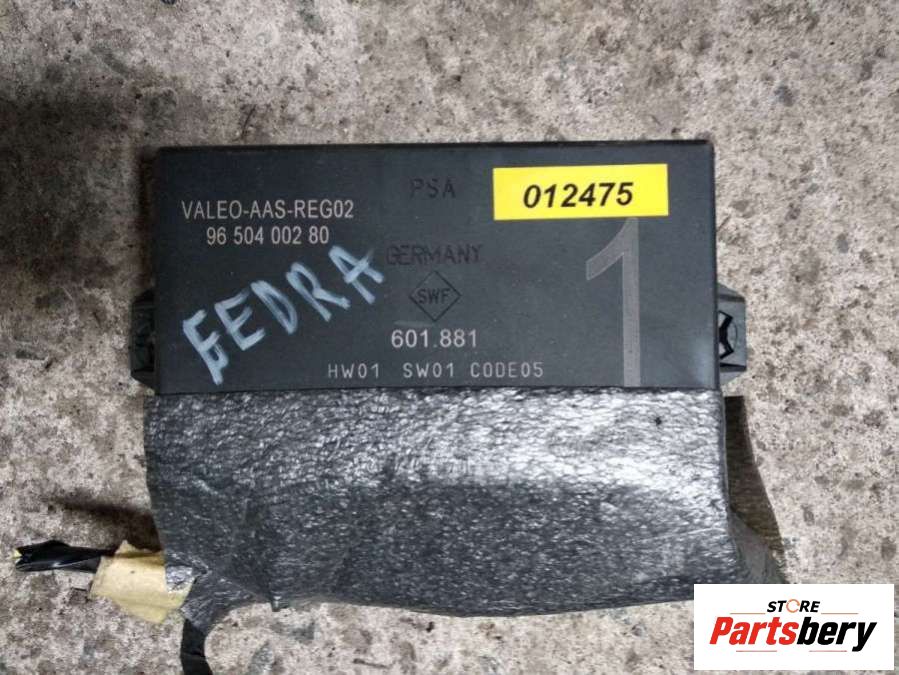 PSA
012475
VALEO-AAS-REG02
96 504 002 80
GERMANY
1
FEDRA
SWF
601.881
HW01 SW01 CODE05
STORE
Partsbery